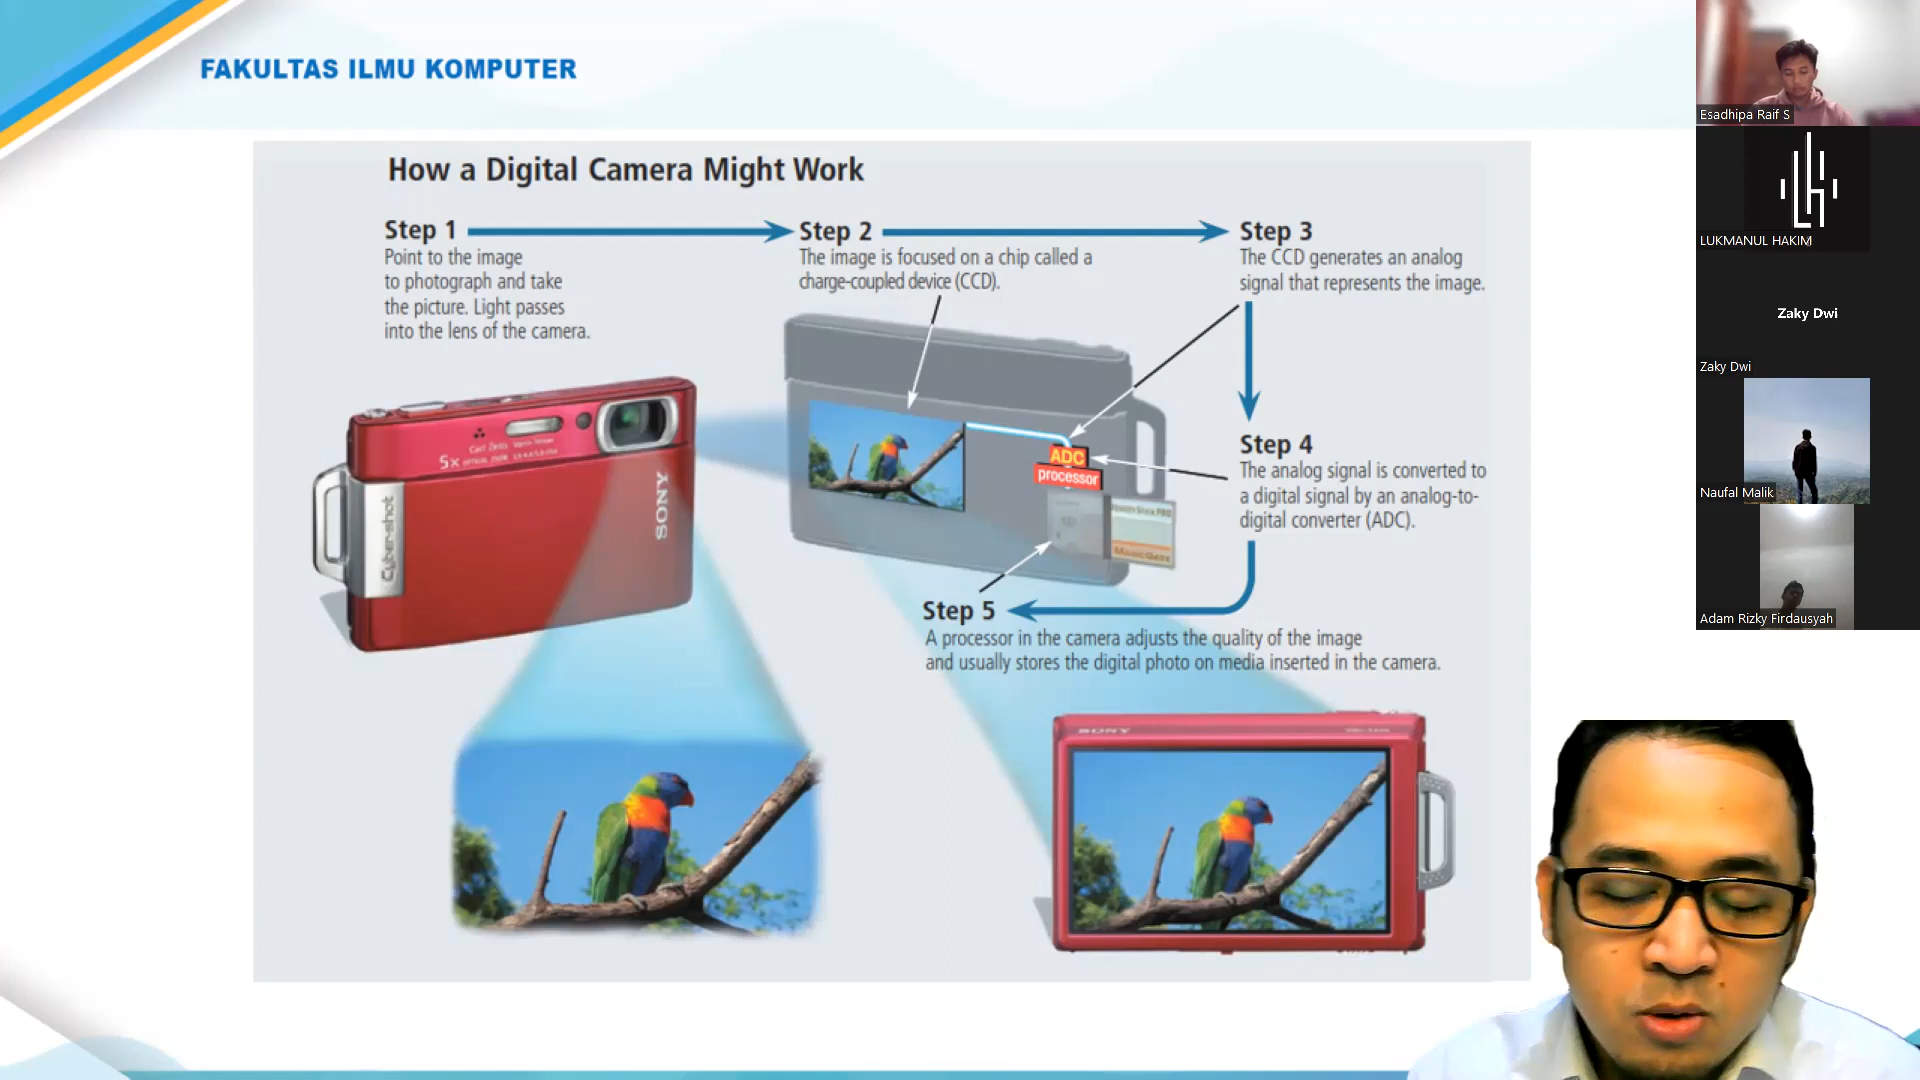 FAKULTAS ILMU KOMPUTER
How a Digital Camera Might Work
Step 1
Point to the image
to photograph and take
the picture. Light passes
into the lens of the camera.
Step 2
The image is focused on a chip called a
charge-coupled device (CCD).
Step 3
The CCD generates an analog
signal that represents the image.
Step 4
The analog signal is converted to
a digital signal by an analog-to-
digital converter (ADC).
Step 5
A processor in the camera adjusts the quality of the image
and usually stores the digital photo on media inserted in the camera.
ADC
processor
Carl Zeiss
5x OPTICAL ZOOM
SONY
Cyber-shot
SONY
Esadhipa Raif S
LUKMANUL HAKIM
Zaky Dwi
Zaky Dwi
Naufal Malik
Adam Rizky Firdausyah